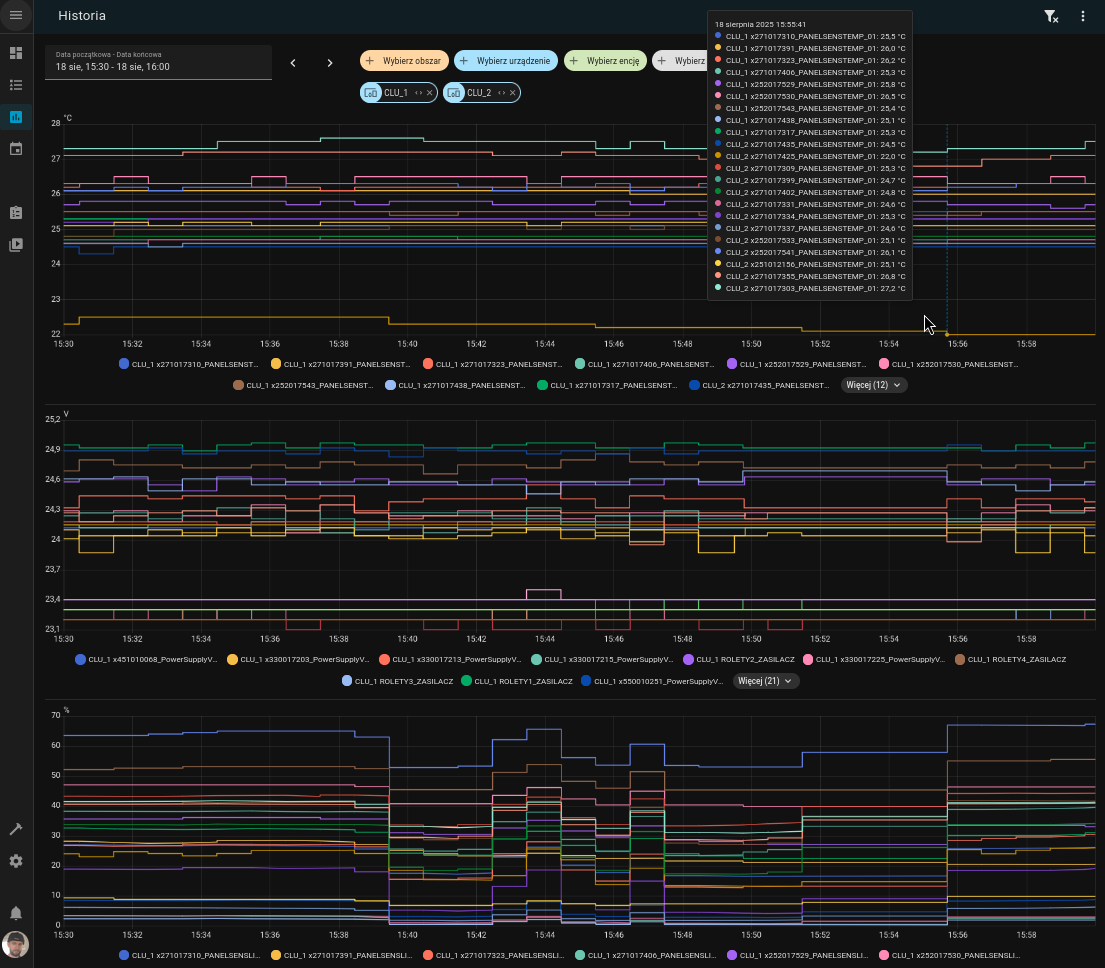 Historia
Data początkowa - Data końcowa
18 sie, 15:30 - 18 sie, 16:00
Wybierz obszar
Wybierz urządzenie
Wybierz encję
Wybierz
CLU_1
CLU_2
18 sierpnia 2025 15:55:41
CLU_1 x271017310_PANELSENSTEMP_01: 25,5 °C
CLU_1 x271017391_PANELSENSTEMP_01: 26,0 °C
CLU_1 x271017323_PANELSENSTEMP_01: 26,2 °C
CLU_1 x271017406_PANELSENSTEMP_01: 25,3 °C
CLU_1 x252017529_PANELSENSTEMP_01: 25,8 °C
CLU_1 x252017530_PANELSENSTEMP_01: 26,5 °C
CLU_1 x252017543_PANELSENSTEMP_01: 25,4 °C
CLU_1 x271017438_PANELSENSTEMP_01: 25,1 °C
CLU_1 x271017317_PANELSENSTEMP_01: 25,3 °C
CLU_2 x271017435_PANELSENSTEMP_01: 24,5 °C
CLU_2 x271017425_PANELSENSTEMP_01: 22,0 °C
CLU_2 x271017309_PANELSENSTEMP_01: 25,3 °C
CLU_2 x271017399_PANELSENSTEMP_01: 24,7 °C
CLU_2 x271017402_PANELSENSTEMP_01: 24,8 °C
CLU_2 x271017331_PANELSENSTEMP_01: 24,6 °C
CLU_2 x271017334_PANELSENSTEMP_01: 25,3 °C
CLU_2 x271017337_PANELSENSTEMP_01: 24,6 °C
CLU_2 x252017533_PANELSENSTEMP_01: 25,1 °C
CLU_2 x252017541_PANELSENSTEMP_01: 26,1 °C
CLU_2 x251012156_PANELSENSTEMP_01: 25,1 °C
CLU_2 x271017355_PANELSENSTEMP_01: 26,8 °C
CLU_2 x271017303_PANELSENSTEMP_01: 27,2 °C
°C
28
27
26
25
24
23
22
15:30 15:32 15:34 15:36 15:38 15:40 15:42 15:44 15:46 15:48 15:50 15:52 15:54 15:56 15:58
CLU_1 x271017310_PANELSENST... CLU_1 x271017391_PANELSENST... CLU_1 x271017323_PANELSENST... CLU_1 x271017406_PANELSENST... CLU_1 x252017529_PANELSENST... CLU_1 x252017530_PANELSENST...
CLU_1 x252017543_PANELSENST... CLU_1 x271017438_PANELSENST... CLU_1 x271017317_PANELSENST... CLU_2 x271017435_PANELSENST... Więcej (12)
V
25,2
24,9
24,6
24,3
24
23,7
23,4
23,1
15:30 15:32 15:34 15:36 15:38 15:40 15:42 15:44 15:46 15:48 15:50 15:52 15:54 15:56 15:58
CLU_1 x451010068_PowerSupplyV... CLU_1 x330017203_PowerSupplyV... CLU_1 x330017213_PowerSupplyV... CLU_1 x330017215_PowerSupplyV... CLU_1 ROLETY2_ZASILACZ CLU_1 x330017225_PowerSupplyV... CLU_1 ROLETY4_ZASILACZ
CLU_1 ROLETY3_ZASILACZ CLU_1 ROLETY1_ZASILACZ CLU_1 x550010251_PowerSupplyV... Więcej (21)
%
70
60
50
40
30
20
10
0
15:30 15:32 15:34 15:36 15:38 15:40 15:42 15:44 15:46 15:48 15:50 15:52 15:54 15:56 15:58
CLU_1 x271017310_PANELSENSLI... CLU_1 x271017391_PANELSENSLI... CLU_1 x271017323_PANELSENSLI... CLU_1 x271017406_PANELSENSLI... CLU_1 x252017529_PANELSENSLI... CLU_1 x252017530_PANELSENSLI...